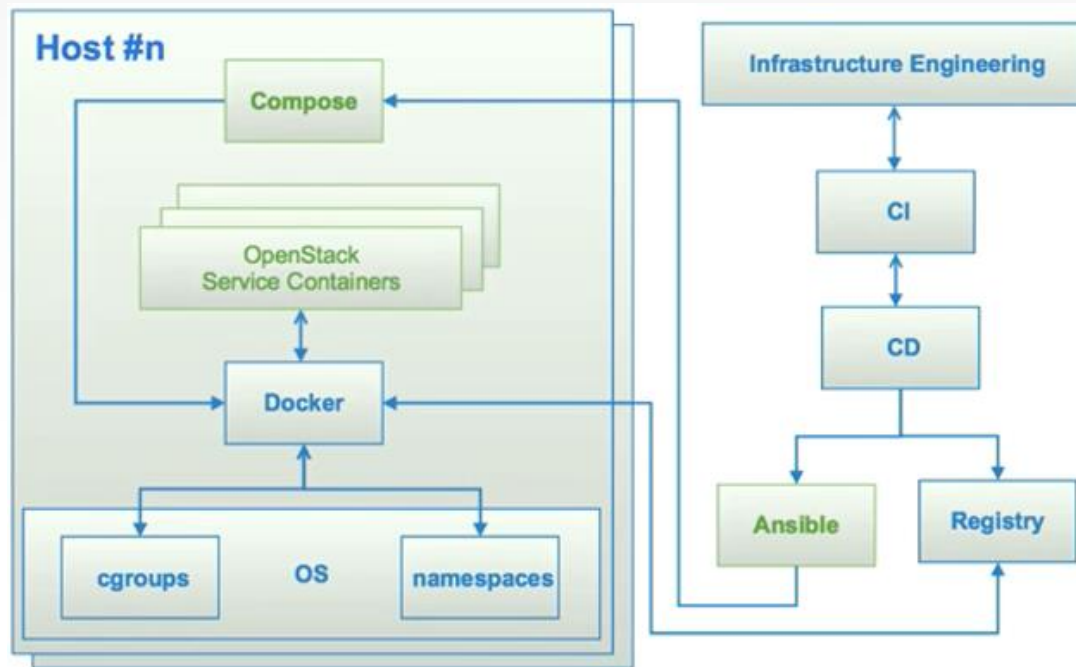 Host #n
Compose
OpenStack
Service Containers
Docker
cgroups
OS
namespaces
Infrastructure Engineering
CI
CD
Ansible
Registry